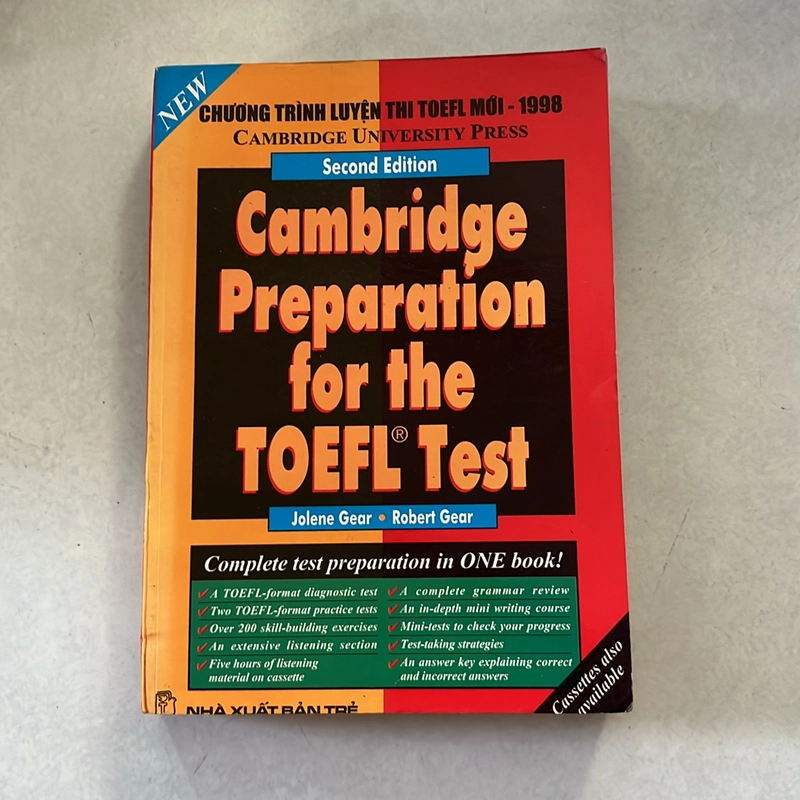 NEW
CHƯƠNG TRÌNH LUYỆN THI TOEFL MỚI - 1998
CAMBRIDGE UNIVERSITY PRESS
Second Edition
Cambridge
Preparation
for the
TOEFL® Test
Jolene Gear • Robert Gear
Complete test preparation in ONE book!
✓ A TOEFL-format diagnostic test
✓ Two TOEFL-format practice tests
✓ Over 200 skill-building exercises
✓ An extensive listening section
✓ Five hours of listening
material on cassette
✓ A complete grammar review
✓ An in-depth mini writing course
✓ Mini-tests to check your progress
✓ Test-taking strategies
✓ An answer key explaining correct
and incorrect answers
Cassettes also
available
NHÀ XUẤT BẢN TRẺ